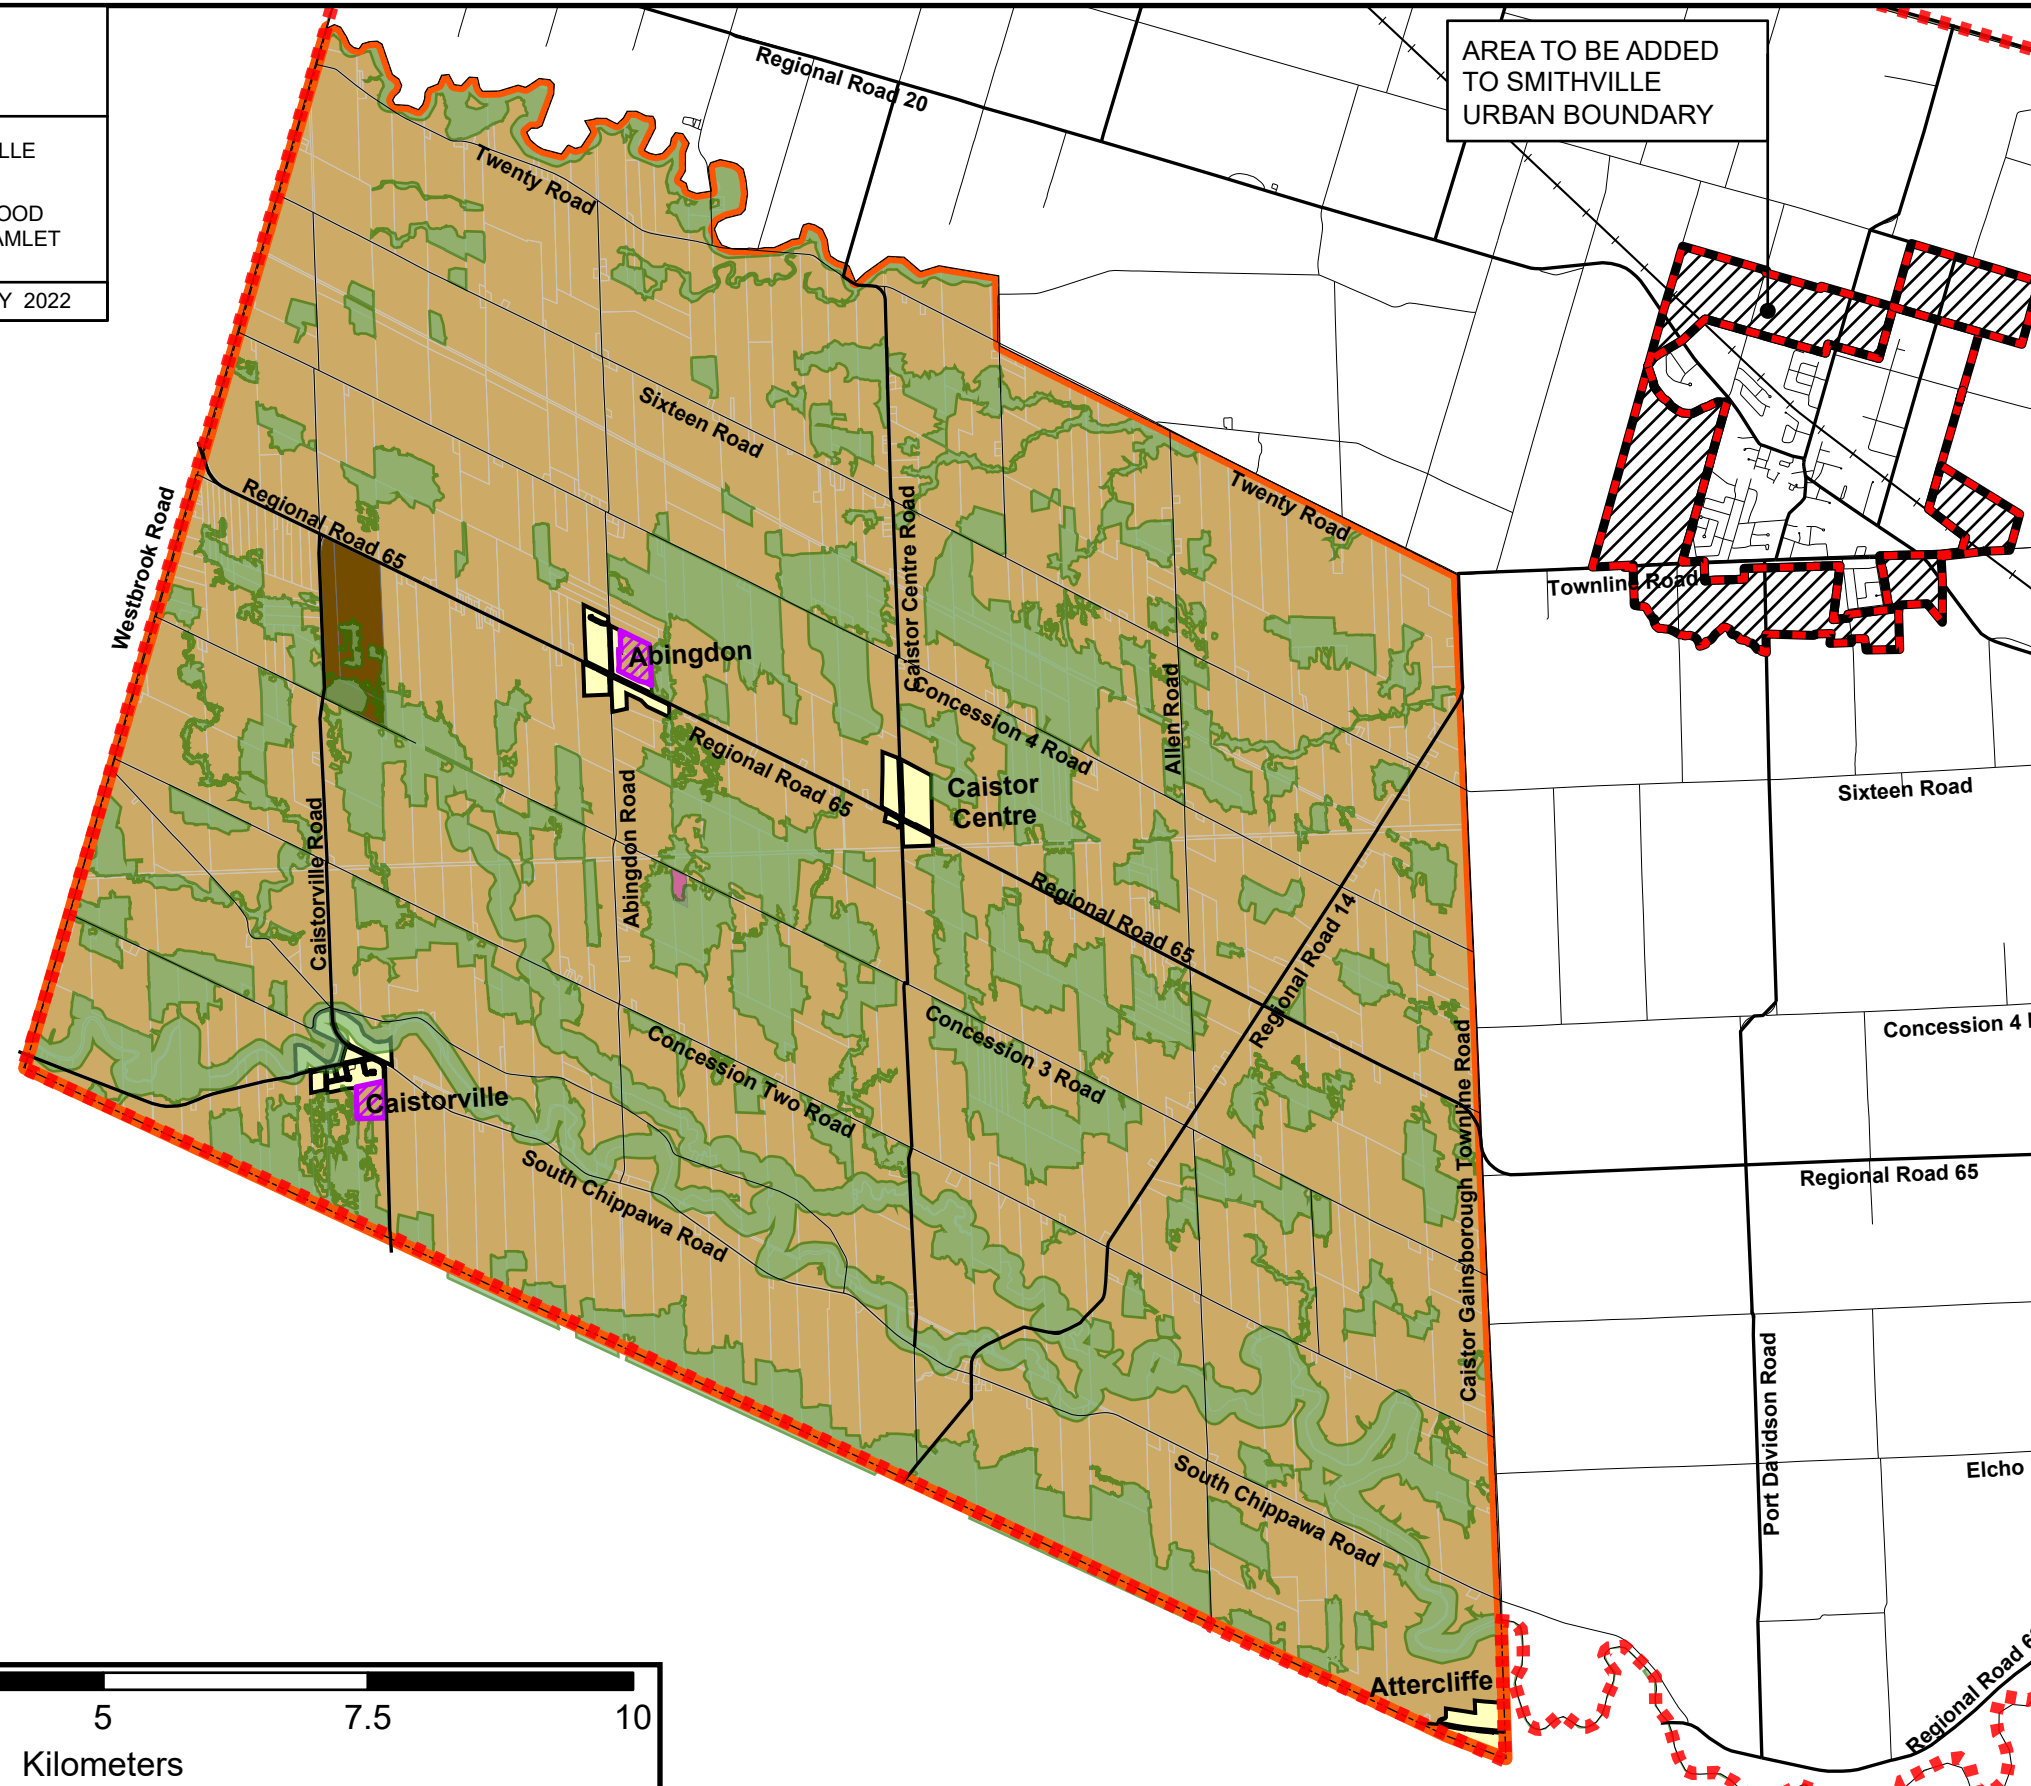 LLE
OOD
AMLET
Y 2022
AREA TO BE ADDED
TO SMITHVILLE
URBAN BOUNDARY
Regional Road 20
Twenty Road
Sixteen Road
Regional Road 65
Westbrook Road
Twenty Road
Townline Road
Caistor Centre Road
Abingdon
Concession 4 Road
Allen Road
Regional Road 65
Caistor
Centre
Sixteen Road
Caistorville Road
Abingdon Road
Regional Road 65
Regional Road 14
Concession 3 Road
Concession Two Road
Concession 4
Caistorville
South Chippawa Road
Caistor Gainsborough Townline Road
Regional Road 65
Port Davidson Road
Elcho
South Chippawa Road
Attercliffe
Regional Road 6
5
7.5
10
Kilometers